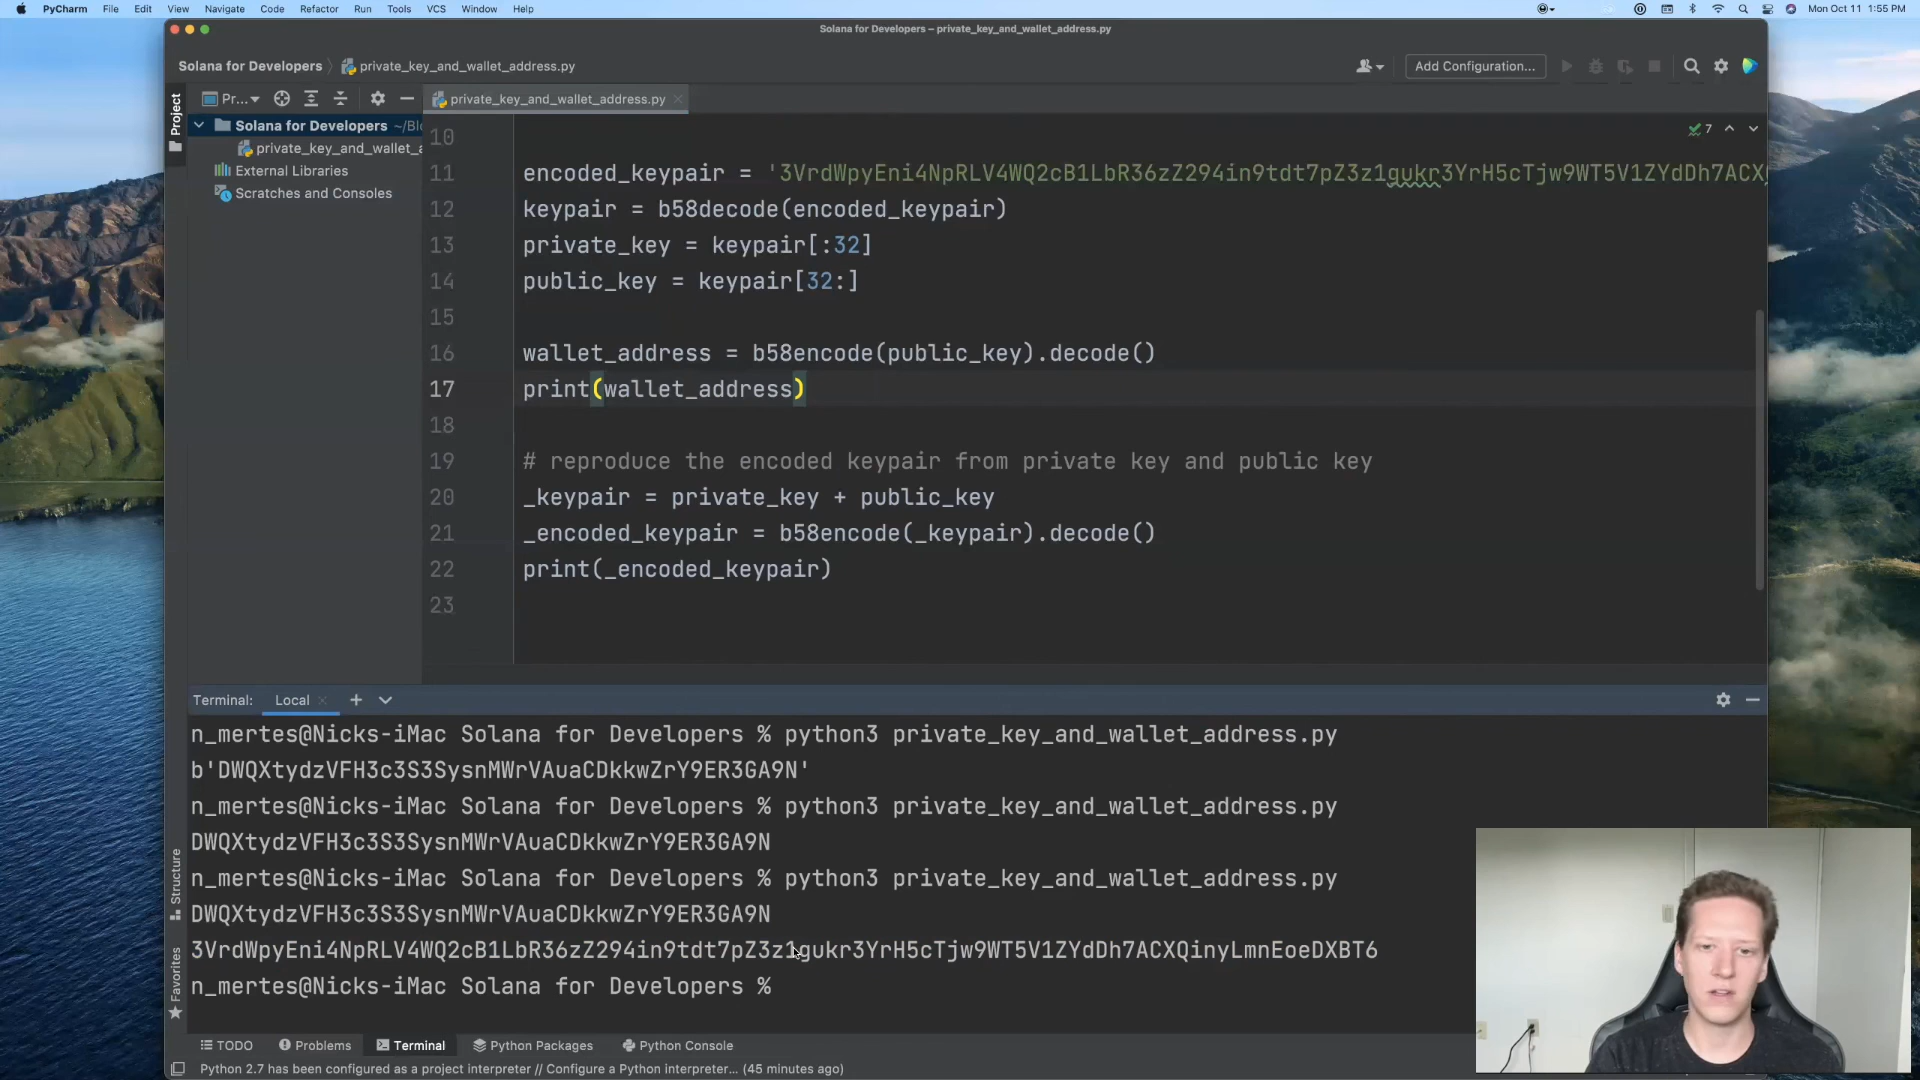 PyCharm File Edit View Navigate Code Refactor Run Tools VCS Window Help Mon Oct 11 1:55 PM
Solana for Developers – private_key_and_wallet_address.py
Solana for Developers private_key_and_wallet_address.py Add Configuration...
Project
Pr... private_key_and_wallet_address.py
Solana for Developers ~/Bl
private_key_and_wallet_a
External Libraries
Scratches and Consoles
7
10
11 encoded_keypair = '3VrdWpyEni4NpRLV4WQ2cB1LbR36zZ294in9tdt7pZ3z1gukr3YrH5cTjw9WT5V1ZYdDh7ACX
12 keypair = b58decode(encoded_keypair)
13 private_key = keypair[:32]
14 public_key = keypair[32:]
15
16 wallet_address = b58encode(public_key).decode()
17 print(wallet_address)
18
19 # reproduce the encoded keypair from private key and public key
20 _keypair = private_key + public_key
21 _encoded_keypair = b58encode(_keypair).decode()
22 print(_encoded_keypair)
23
Terminal: Local
n_mertes@Nicks-iMac Solana for Developers % python3 private_key_and_wallet_address.py
b'DWQXtydzVFH3c3S3SysnMWrVAuaCDkkwZrY9ER3GA9N'
n_mertes@Nicks-iMac Solana for Developers % python3 private_key_and_wallet_address.py
DWQXtydzVFH3c3S3SysnMWrVAuaCDkkwZrY9ER3GA9N
n_mertes@Nicks-iMac Solana for Developers % python3 private_key_and_wallet_address.py
DWQXtydzVFH3c3S3SysnMWrVAuaCDkkwZrY9ER3GA9N
3VrdWpyEni4NpRLV4WQ2cB1LbR36zZ294in9tdt7pZ3z1gukr3YrH5cTjw9WT5V1ZYdDh7ACXQinyLmnEoeDXBT6
n_mertes@Nicks-iMac Solana for Developers %
Structure
Favorites
TODO Problems Terminal Python Packages Python Console
Python 2.7 has been configured as a project interpreter // Configure a Python interpreter... (45 minutes ago)